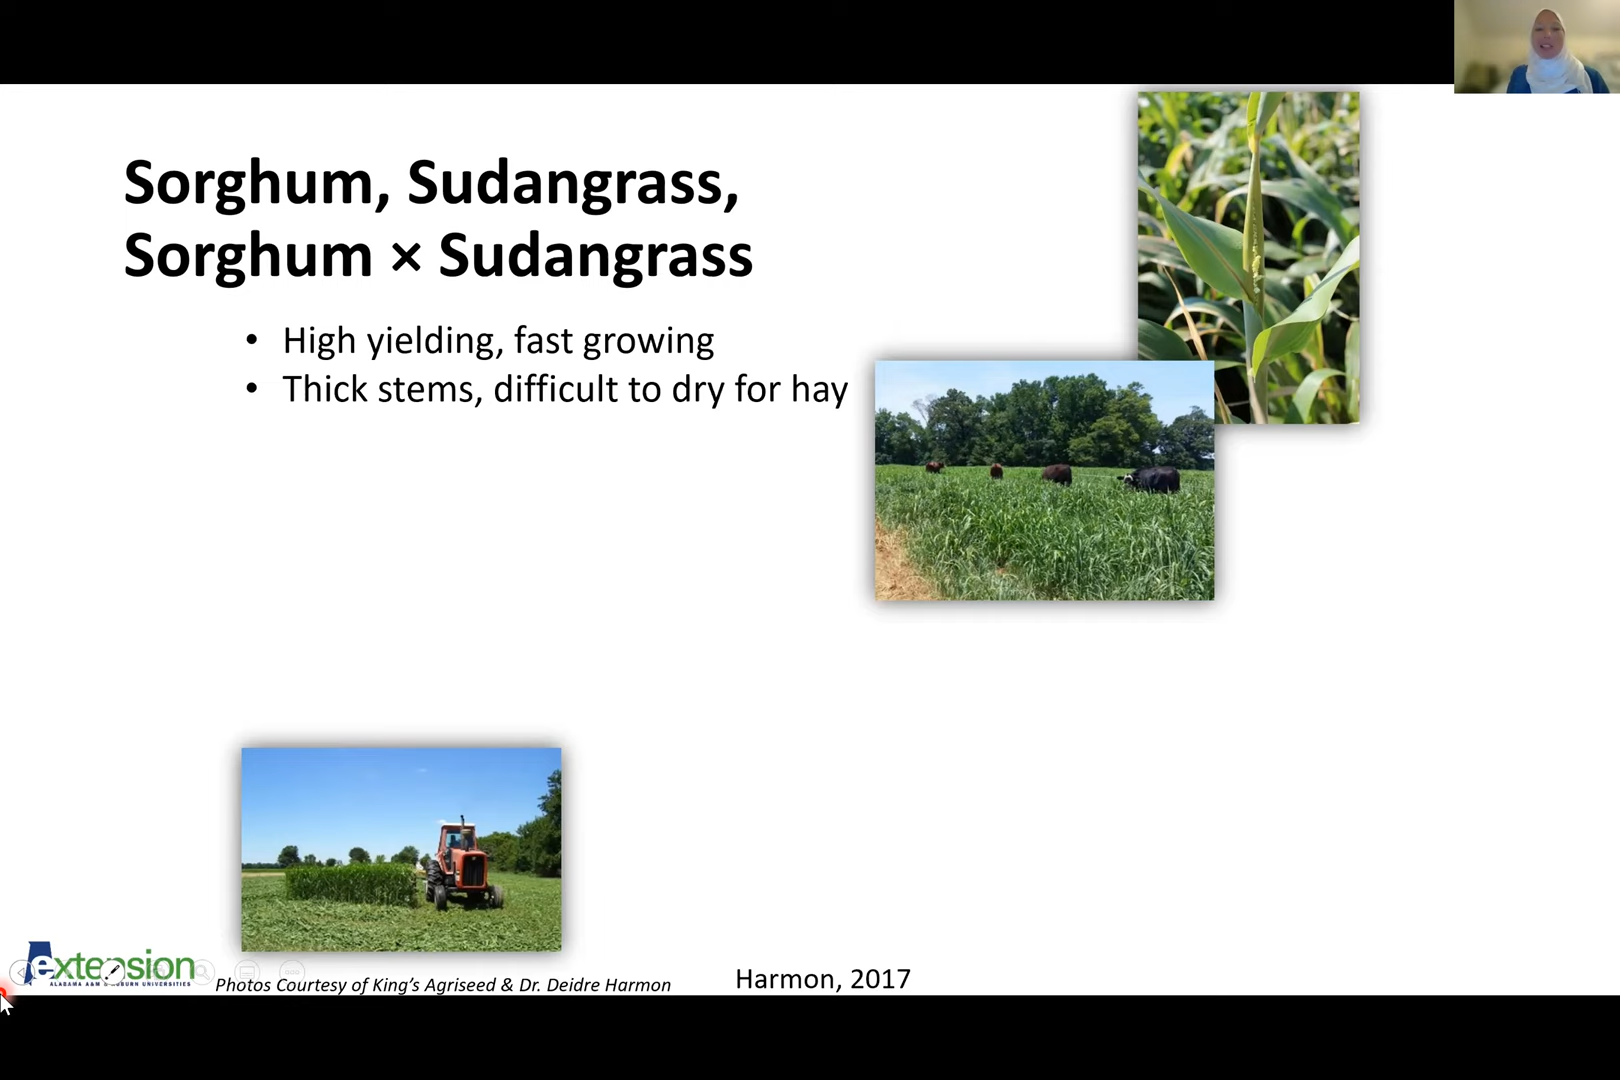 Sorghum, Sudangrass,
Sorghum × Sudangrass
• High yielding, fast growing
• Thick stems, difficult to dry for hay
extension
ALABAMA A&M & AUBURN UNIVERSITIES
Photos Courtesy of King's Agriseed & Dr. Deidre Harmon
Harmon, 2017